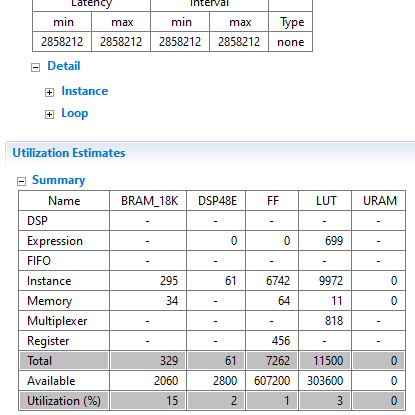 Latency Interval
min max min max Type
2858212 2858212 2858212 2858212 none
Detail
Instance
Loop
Utilization Estimates
Summary
Name BRAM_18K DSP48E FF LUT URAM
DSP - - - - -
Expression - 0 0 699 -
FIFO - - - - -
Instance 295 61 6742 9972 0
Memory 34 - 64 11 0
Multiplexer - - - 818 -
Register - - 456 - -
Total 329 61 7262 11500 0
Available 2060 2800 607200 303600 0
Utilization (%) 15 2 1 3 0